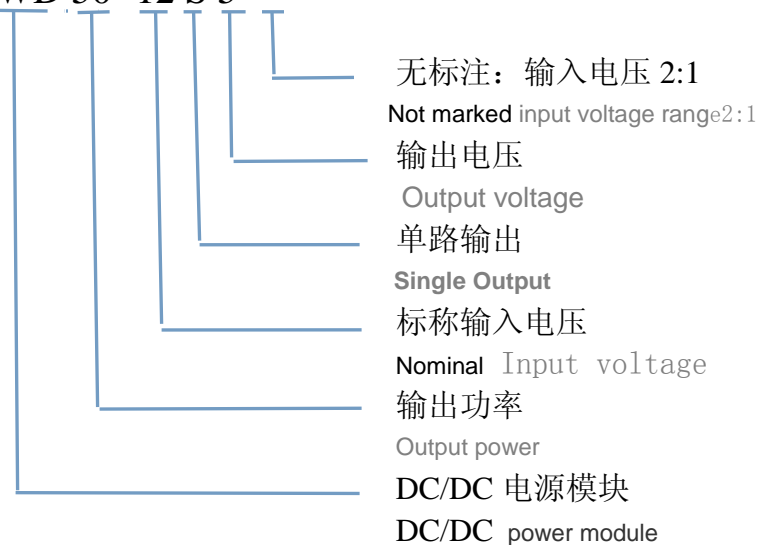 无标注：输入电压 2:1
Not marked input voltage range2:1
输出电压
Output voltage
单路输出
Single Output
标称输入电压
Nominal Input voltage
输出功率
Output power
DC/DC 电源模块
DC/DC power module